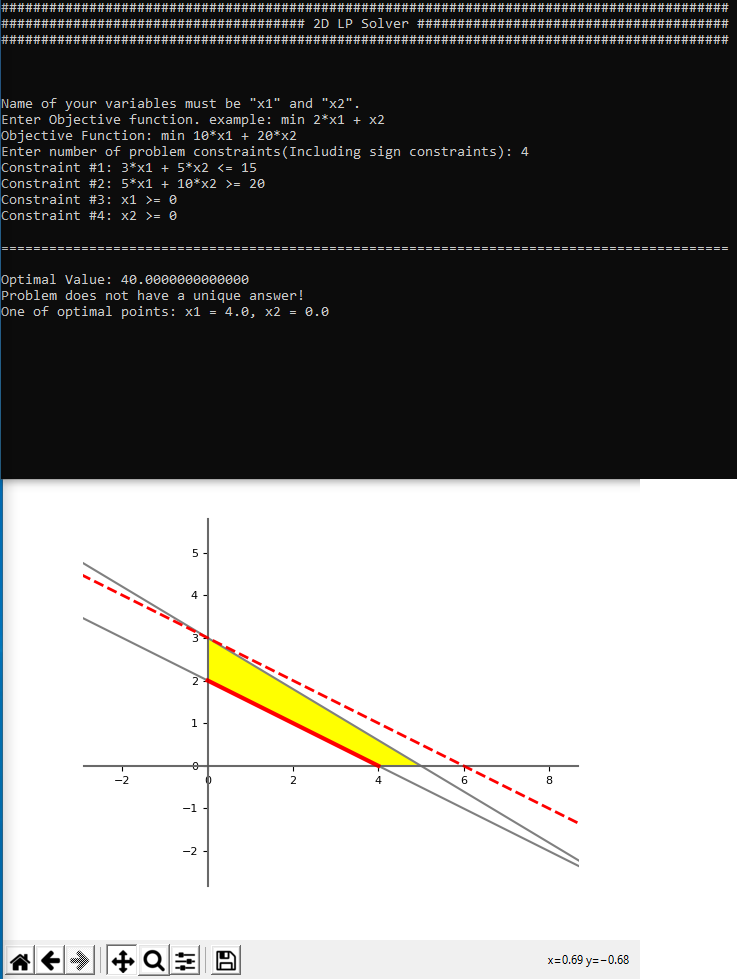 ###########################################################################################
###################################### 2D LP Solver #######################################
###########################################################################################
Name of your variables must be "x1" and "x2".
Enter Objective function. example: min 2*x1 + x2
Objective Function: min 10*x1 + 20*x2
Enter number of problem constraints(Including sign constraints): 4
Constraint #1: 3*x1 + 5*x2 <= 15
Constraint #2: 5*x1 + 10*x2 >= 20
Constraint #3: x1 >= 0
Constraint #4: x2 >= 0
===========================================================================================
Optimal Value: 40.0000000000000
Problem does not have a unique answer!
One of optimal points: x1 = 4.0, x2 = 0.0
5
4
3
2
1
0
−2 0 2 4 6 8
−1
−2
x=0.69 y=−0.68